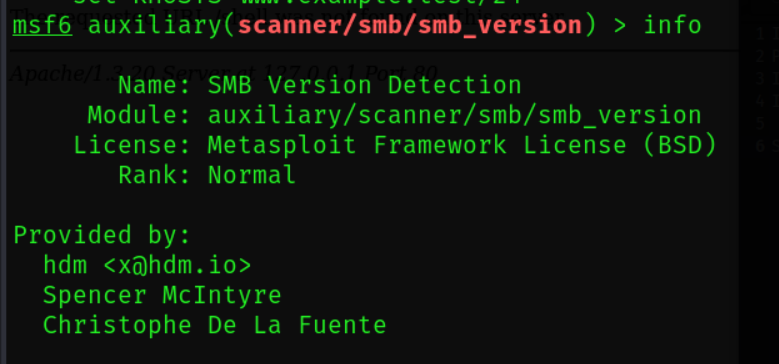 msf6 auxiliary(scanner/smb/smb_version) > info
Apache/1.3.20 Server at 127.0.0.1 Port 80
Name: SMB Version Detection
Module: auxiliary/scanner/smb/smb_version
License: Metasploit Framework License (BSD)
Rank: Normal
Provided by:
hdm <x@hdm.io>
Spencer McIntyre
Christophe De La Fuente